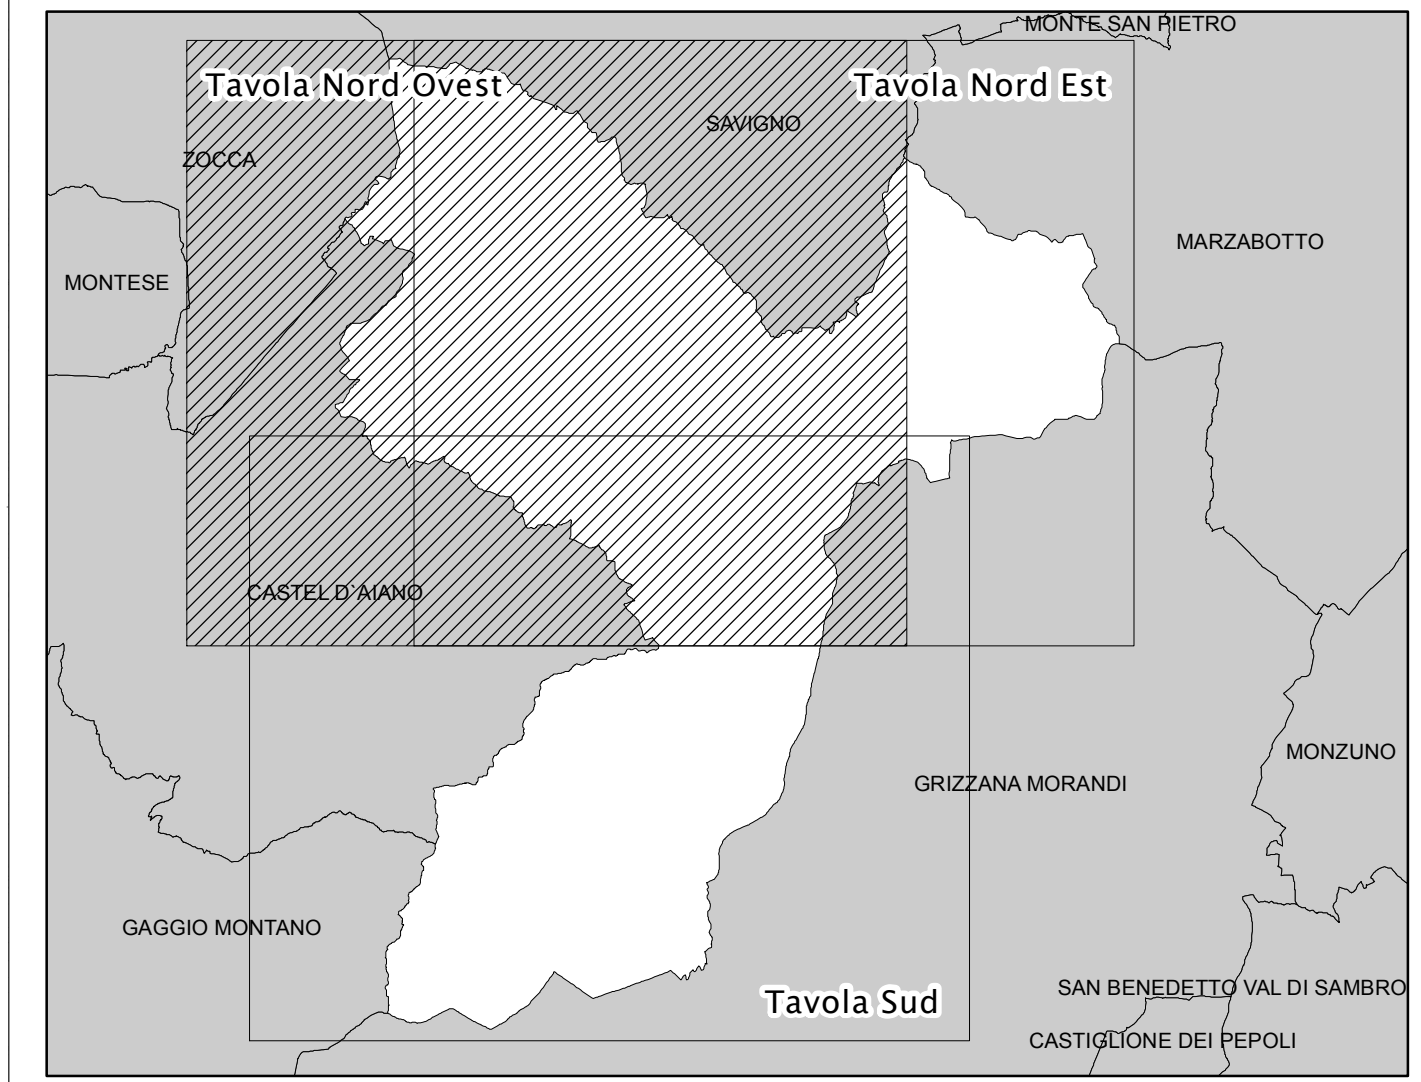 MONTE SAN PIETRO
Tavola Nord Ovest
Tavola Nord Est
SAVIGNO
ZOCCA
MARZABOTTO
MONTESE
CASTEL D`AIANO
MONZUNO
GRIZZANA MORANDI
GAGGIO MONTANO
SAN BENEDETTO VAL DI SAMBRO
Tavola Sud
CASTIGLIONE DEI PEPOLI